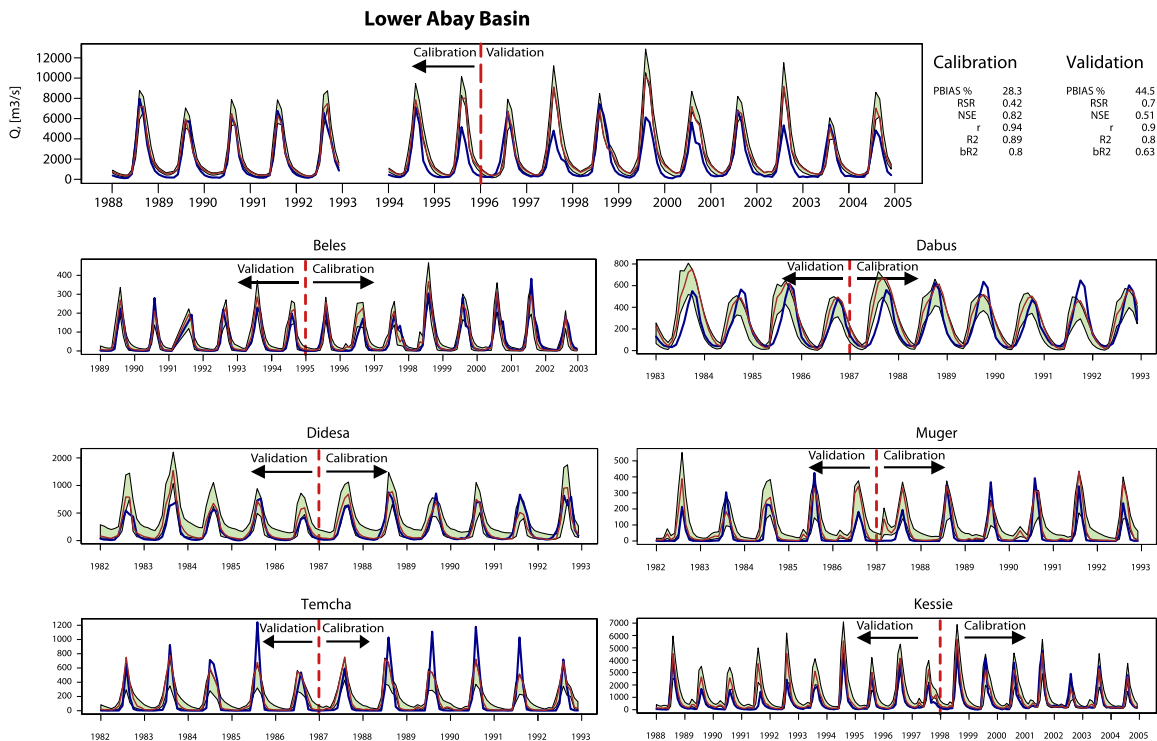 Lower Abay Basin
Calibration Validation
Q, [m3/s]
12000
10000
8000
6000
4000
2000
0
1988 1989 1990 1991 1992 1993 1994 1995 1996 1997 1998 1999 2000 2001 2002 2003 2004 2005
Calibration Validation
PBIAS % 28.3 PBIAS % 44.5
RSR 0.42 RSR 0.7
NSE 0.82 NSE 0.51
r 0.94 r 0.9
R2 0.89 R2 0.8
bR2 0.8 bR2 0.63
Beles
Validation Calibration
400
300
200
100
0
1989 1990 1991 1992 1993 1994 1995 1996 1997 1998 1999 2000 2001 2002 2003
Dabus
Validation Calibration
800
600
400
200
0
1983 1984 1985 1986 1987 1988 1989 1990 1991 1992 1993
Didesa
Validation Calibration
2000
1000
500
0
1982 1983 1984 1985 1986 1987 1988 1989 1990 1991 1992 1993
Muger
Validation Calibration
500
400
300
200
100
0
1982 1983 1984 1985 1986 1987 1988 1989 1990 1991 1992 1993
Temcha
Validation Calibration
1200
1000
800
600
400
200
0
1982 1983 1984 1985 1986 1987 1988 1989 1990 1991 1992 1993
Kessie
Validation Calibration
7000
6000
5000
4000
3000
2000
1000
0
1988 1989 1990 1991 1992 1993 1994 1995 1996 1997 1998 1999 2000 2001 2002 2003 2004 2005